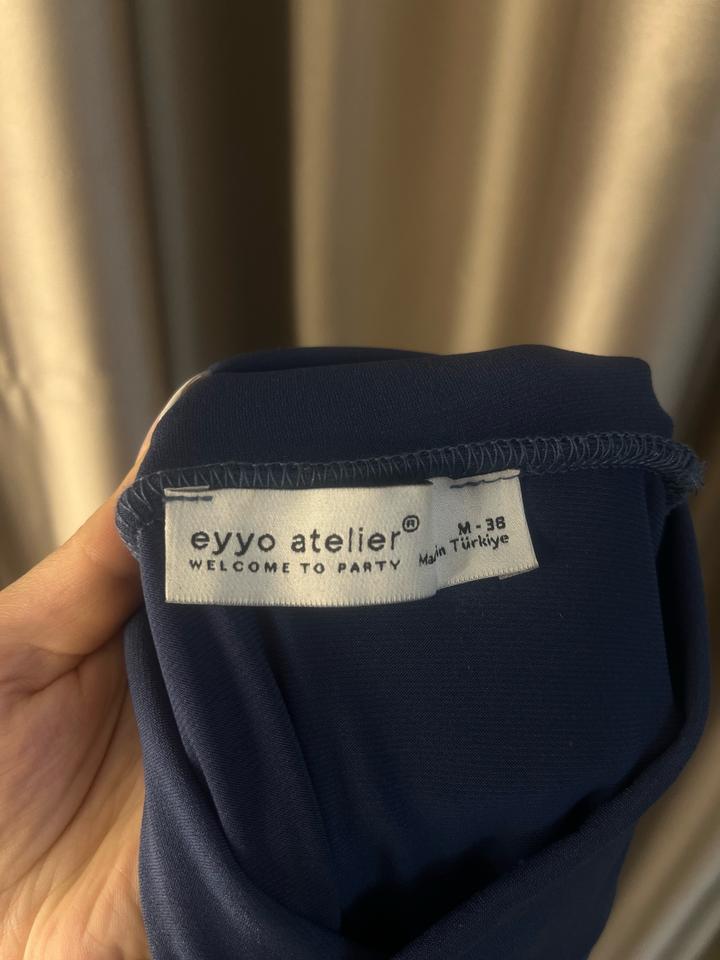 eyyo atelier®
WELCOME TO PARTY
M - 38
in Türkiye